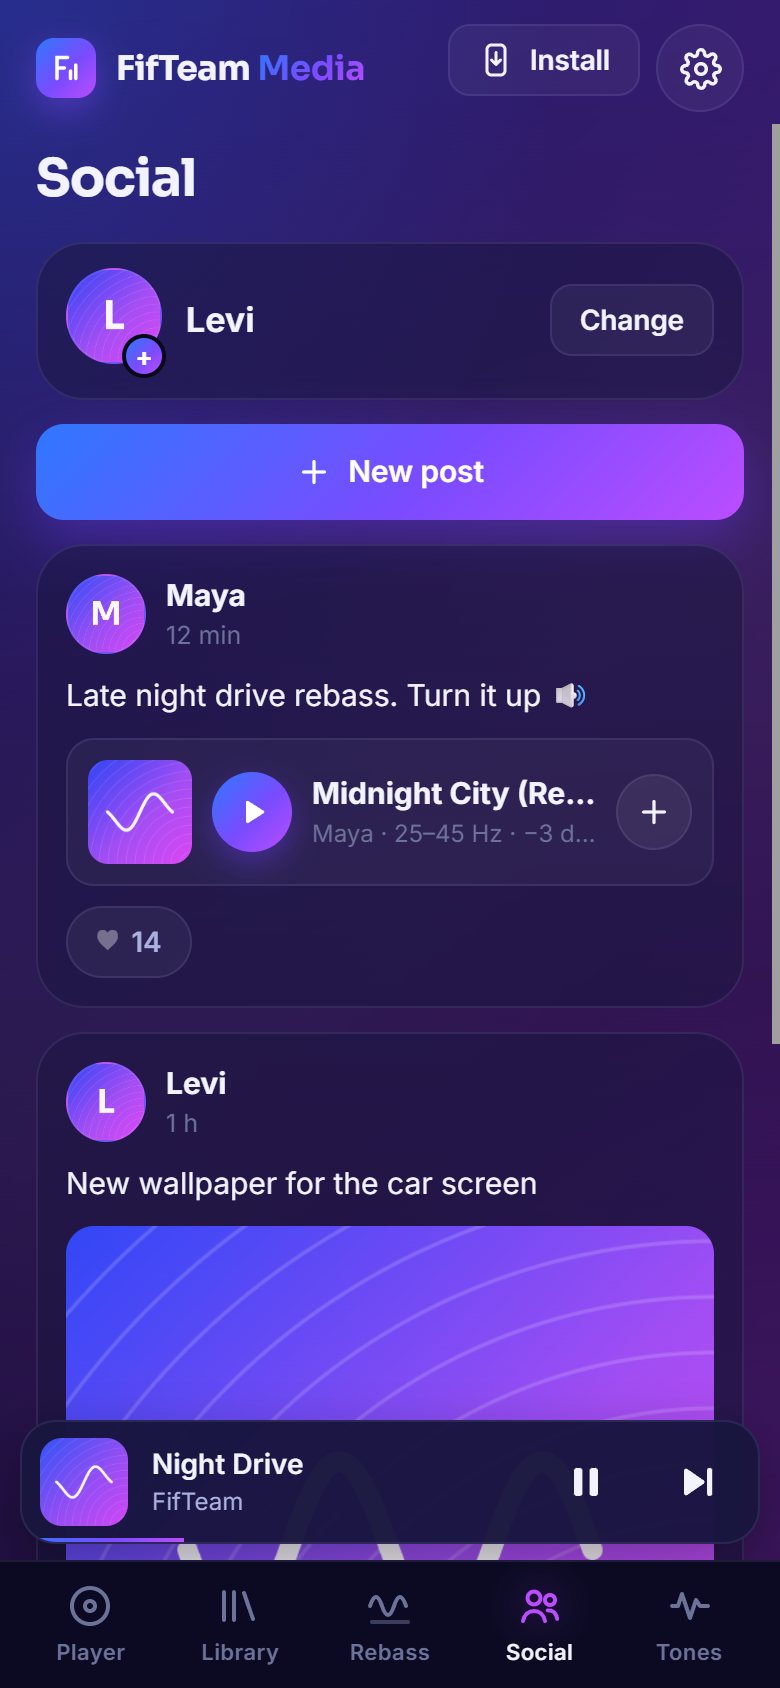 FifTeam Media
Install
Social
L
Levi
Change
+ New post
M
Maya
12 min
Late night drive rebass. Turn it up 🔊
Midnight City (Re...
Maya · 25–45 Hz · −3 d...
14
L
Levi
1 h
New wallpaper for the car screen
Night Drive
FifTeam
Player
Library
Rebass
Social
Tones